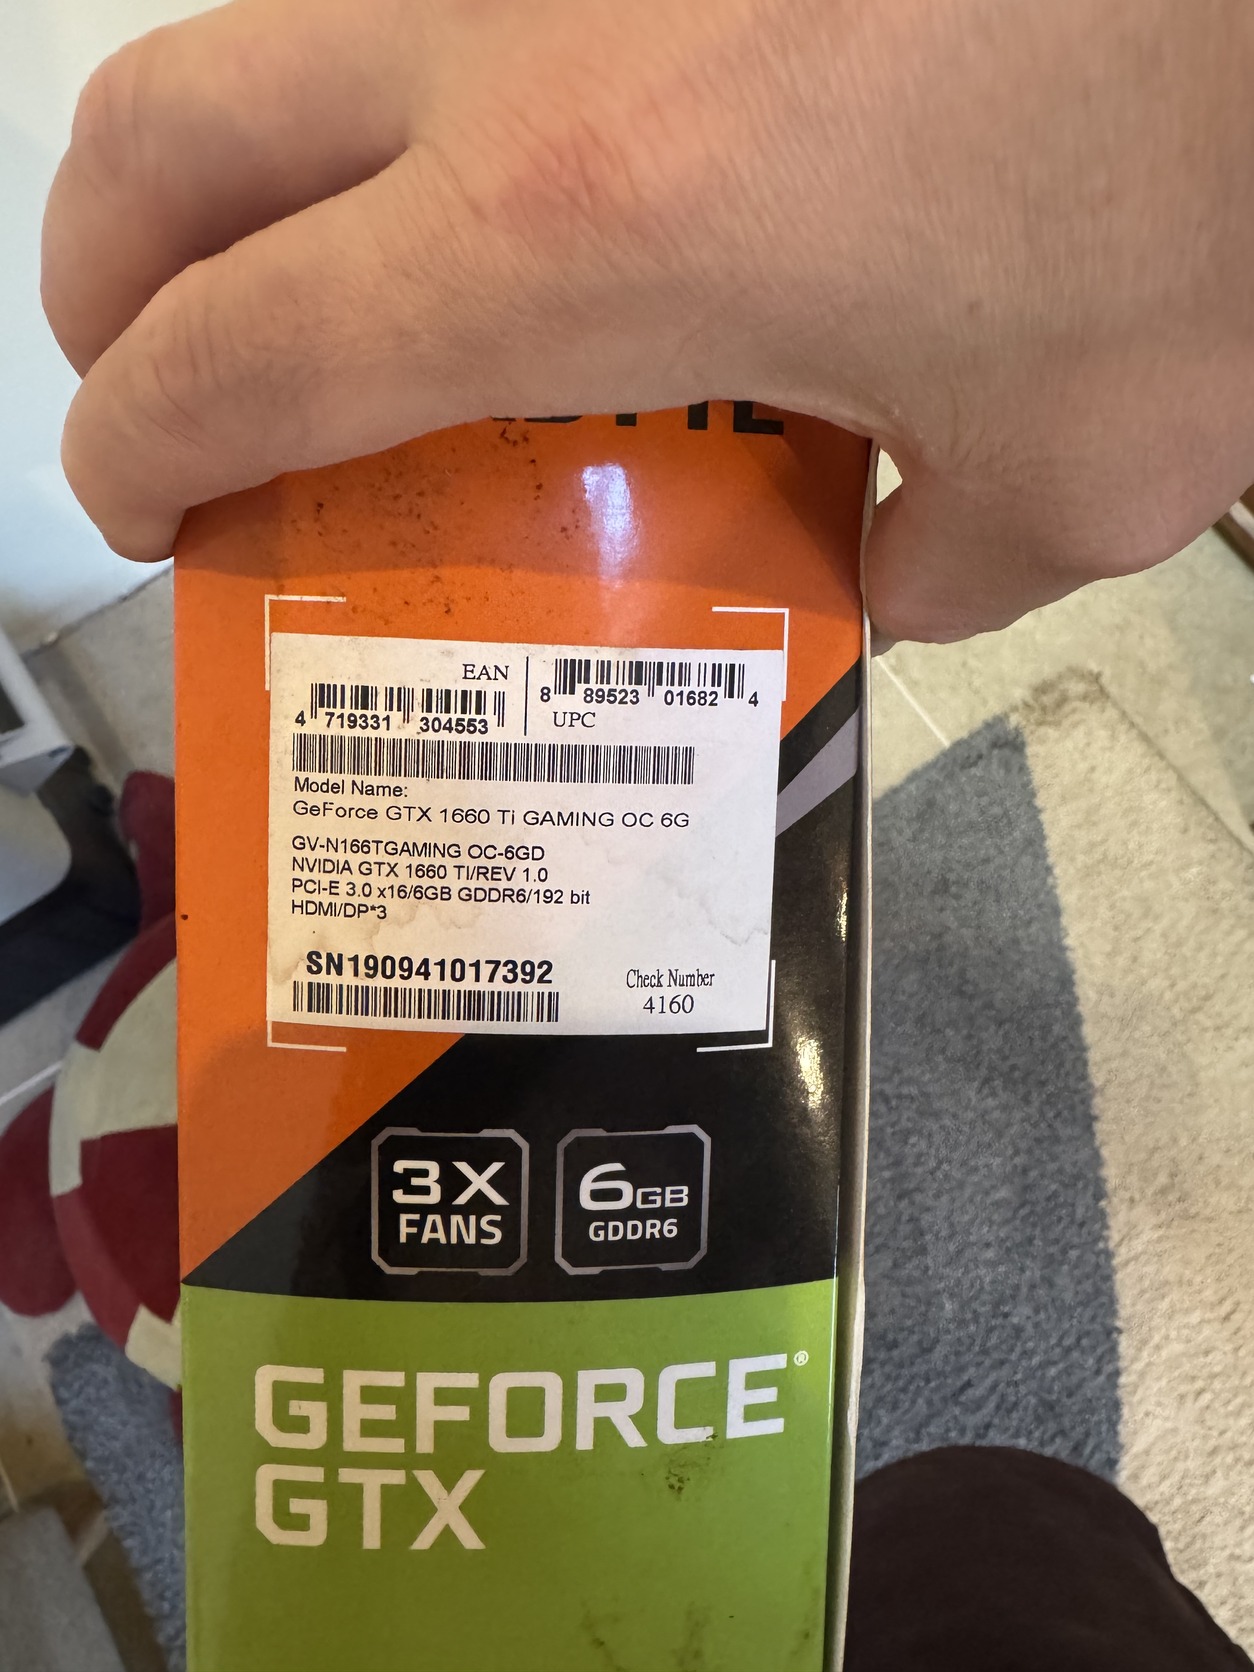 EAN
4 719331 304553
8 89523 01682 4
UPC
Model Name:
GeForce GTX 1660 Ti GAMING OC 6G
GV-N166TGAMING OC-6GD
NVIDIA GTX 1660 TI/REV 1.0
PCI-E 3.0 x16/6GB GDDR6/192 bit
HDMI/DP*3
SN190941017392
Check Number
4160
3X
FANS
6GB
GDDR6
GEFORCE®
GTX